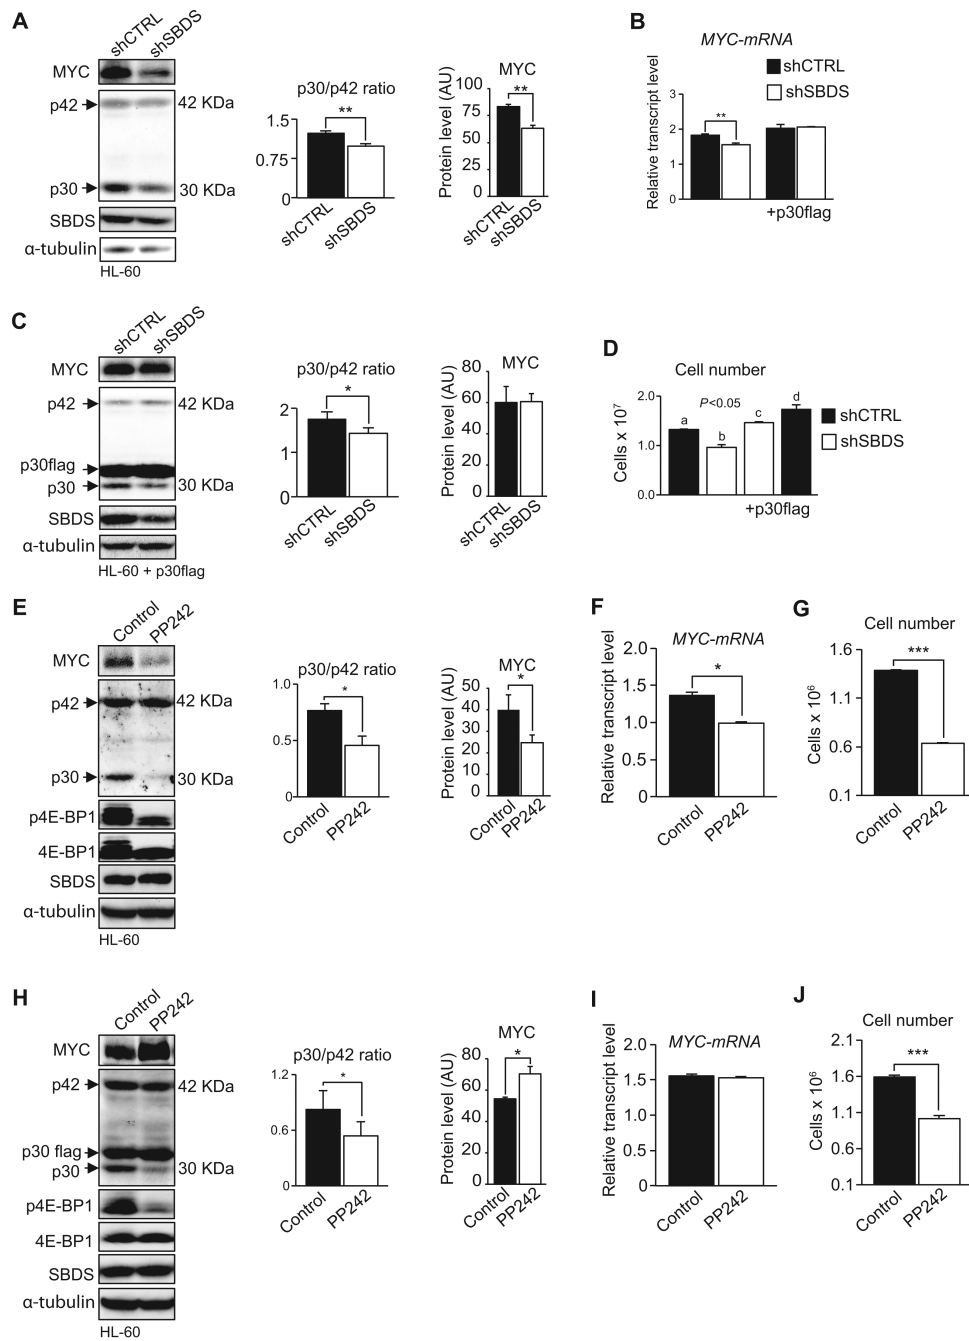 A
shCTRL
shSBDS
MYC
p42
42 KDa
p30
30 KDa
SBDS
α-tubulin
HL-60
p30/p42 ratio
**
1.5
0.75
0
shCTRL
shSBDS
MYC
Protein level (AU)
**
100
75
50
25
0
shCTRL
shSBDS
B
MYC-mRNA
shCTRL
shSBDS
Relative transcript level
**
3
2
1
0
+p30flag
C
shCTRL
shSBDS
MYC
p42
42 KDa
p30flag
p30
30 KDa
SBDS
α-tubulin
HL-60 + p30flag
p30/p42 ratio
*
2
1
0
shCTRL
shSBDS
MYC
Protein level (AU)
80
60
40
20
0
shCTRL
shSBDS
D
Cell number
Cells x 10⁷
2.0
1.0
0.0
P<0.05
a
b
c
d
shCTRL
shSBDS
+p30flag
E
Control
PP242
MYC
p42
42 KDa
p30
30 KDa
p4E-BP1
4E-BP1
SBDS
α-tubulin
HL-60
p30/p42 ratio
*
1.0
0.5
0
Control
PP242
MYC
Protein level (AU)
*
50
40
30
20
10
0
Control
PP242
F
MYC-mRNA
Relative transcript level
*
2.0
1.5
1.0
0.5
0
Control
PP242
G
Cell number
Cells x 10⁶
***
1.6
1.1
0.6
0.1
Control
PP242
H
Control
PP242
MYC
p42
42 KDa
p30 flag
p30
30 KDa
p4E-BP1
4E-BP1
SBDS
α-tubulin
HL-60
p30/p42 ratio
*
1.2
0.6
0
Control
PP242
MYC
Protein level (AU)
*
80
60
40
20
0
Control
PP242
I
MYC-mRNA
Relative transcript level
2.0
1.5
1.0
0.5
0
Control
PP242
J
Cell number
Cells x 10⁶
***
2.1
1.6
1.1
0.6
0.1
Control
PP242